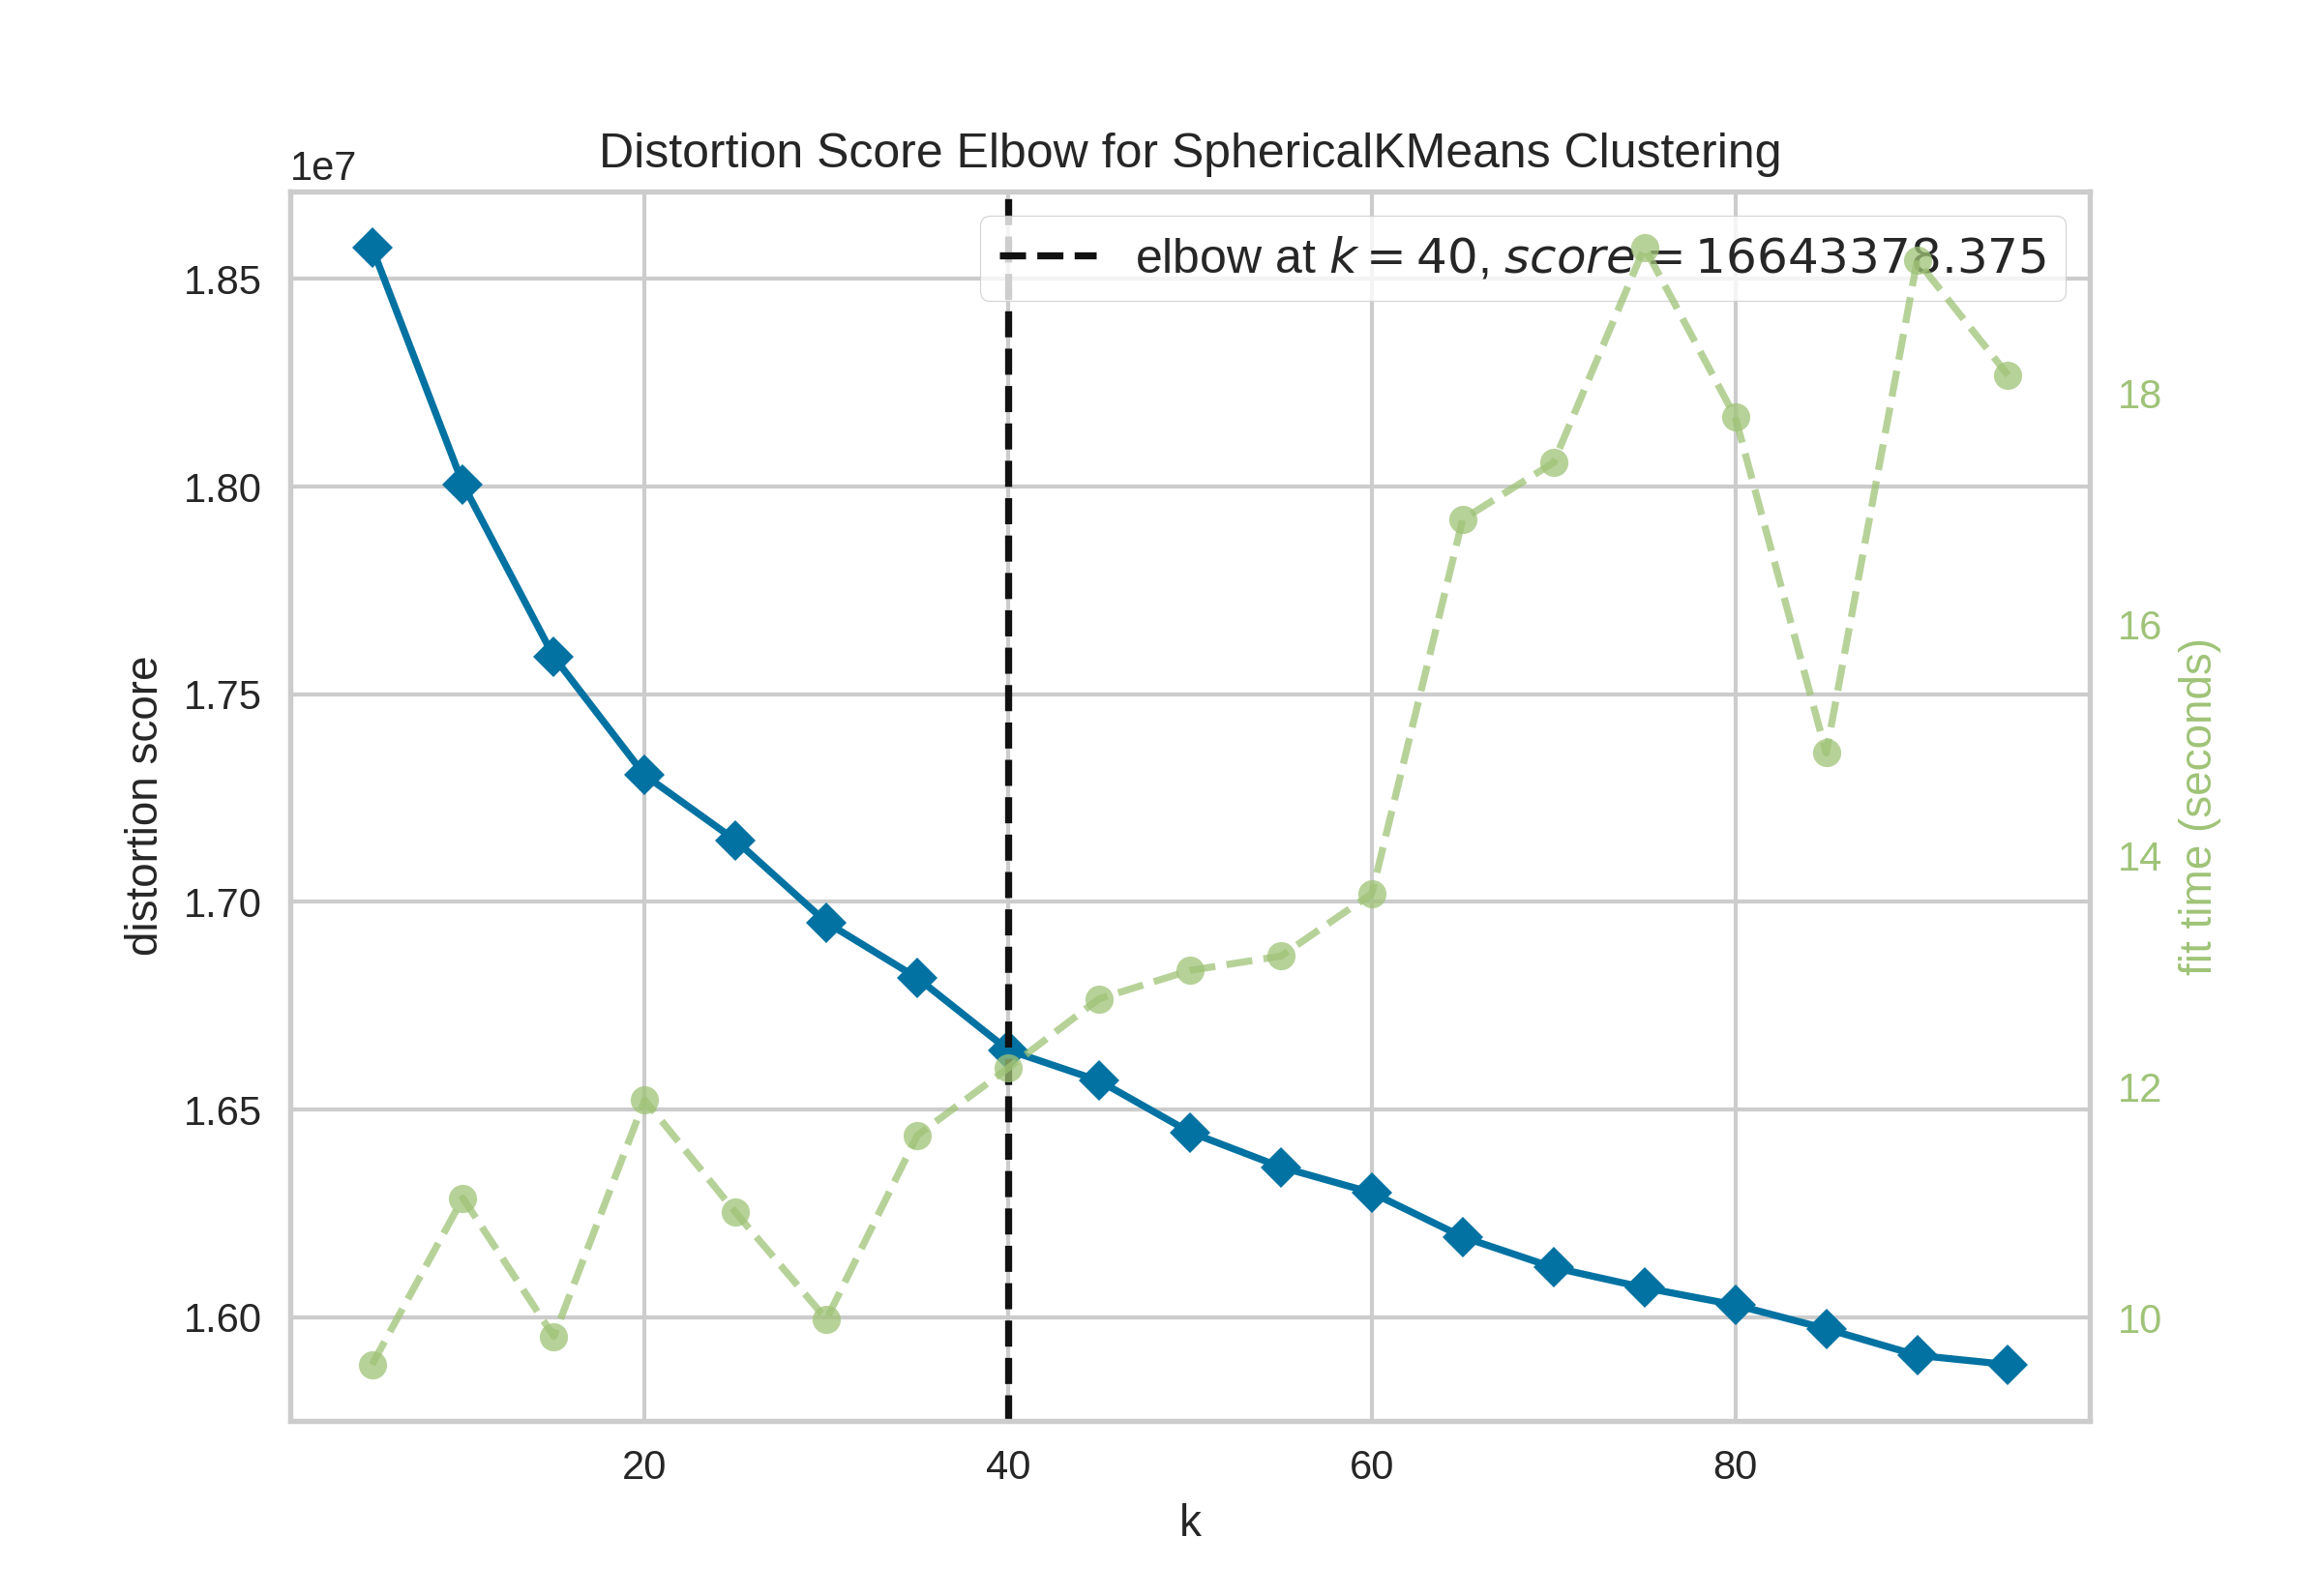 Distortion Score Elbow for SphericalKMeans Clustering
1e7
elbow at k = 40, score = 16643378.375
1.85
1.80
1.75
1.70
1.65
1.60
distortion score
18
16
14
12
10
fit time (seconds)
20 40 60 80
k